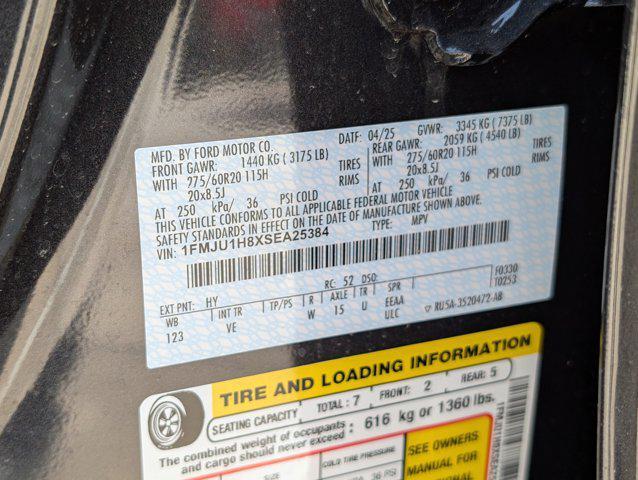 MFD. BY FORD MOTOR CO. DATE: 04/25 GVWR: 3345 KG ( 7375 LB)
FRONT GAWR: 1440 KG ( 3175 LB) REAR GAWR: 2059 KG ( 4540 LB)
WITH 275/60R20 115H TIRES 275/60R20 115H TIRES
20x8.5J RIMS WITH 20x8.5J RIMS
AT 250 kPa/ 36 PSI COLD AT 250 kPa/ 36 PSI COLD
THIS VEHICLE CONFORMS TO ALL APPLICABLE FEDERAL MOTOR VEHICLE
SAFETY STANDARDS IN EFFECT ON THE DATE OF MANUFACTURE SHOWN ABOVE.
VIN: 1FMJU1H8XSEA25384 TYPE: MPV
F0330
T0253
EXT PNT: HY RC: 52 DSO:
WB INT TR TP/PS R AXLE TR SPR
123 VE W 15 U EEAA
ULC ▽ RU5A-3520472-AB
TIRE AND LOADING INFORMATION
SEATING CAPACITY TOTAL: 7 FRONT: 2 REAR: 5
The combined weight of occupants and cargo should never exceed: 616 kg or 1360 lbs.
SIZE COLD TIRE PRESSURE
SEE OWNERS
MANUAL FOR